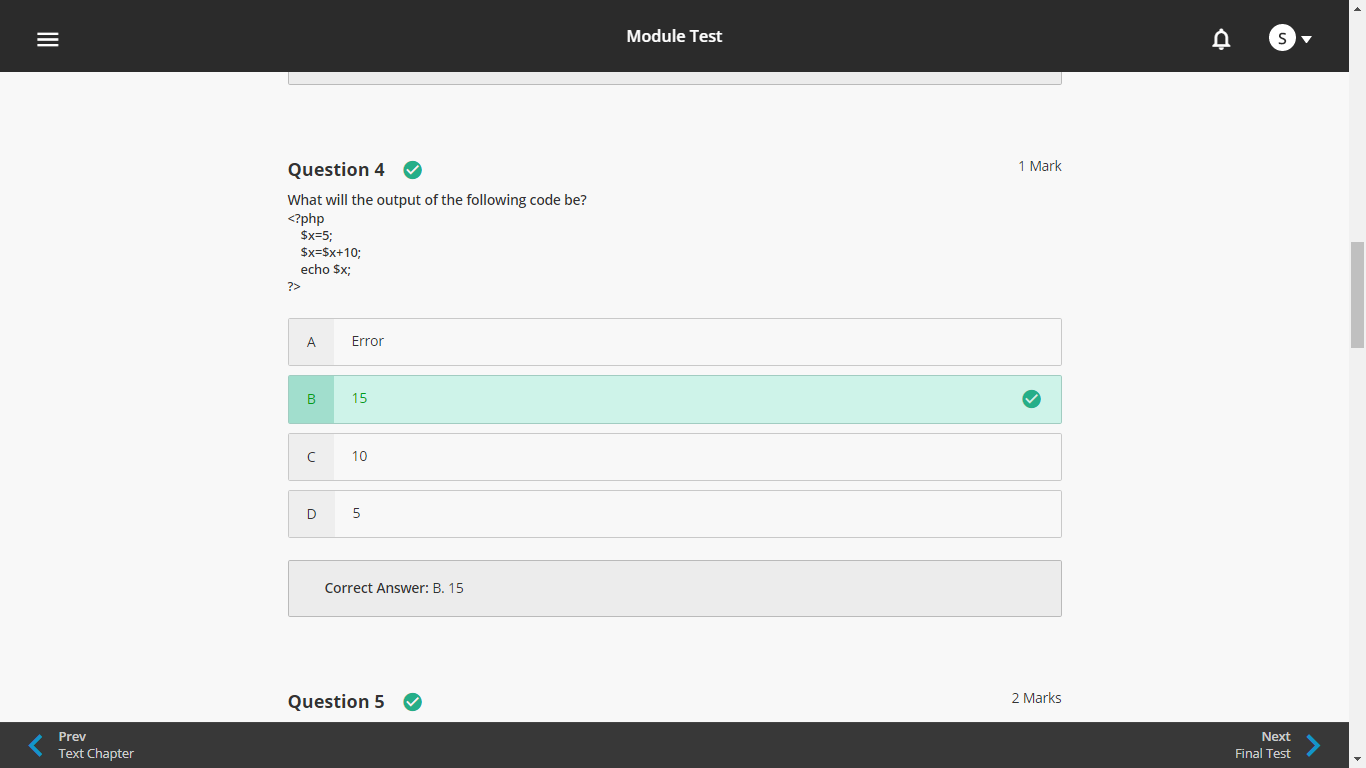 Module Test
S
Question 4
1 Mark
What will the output of the following code be?
<?php
$x=5;
$x=$x+10;
echo $x;
?>
A Error
B 15
C 10
D 5
Correct Answer: B. 15
Question 5
2 Marks
Prev
Text Chapter
Next
Final Test